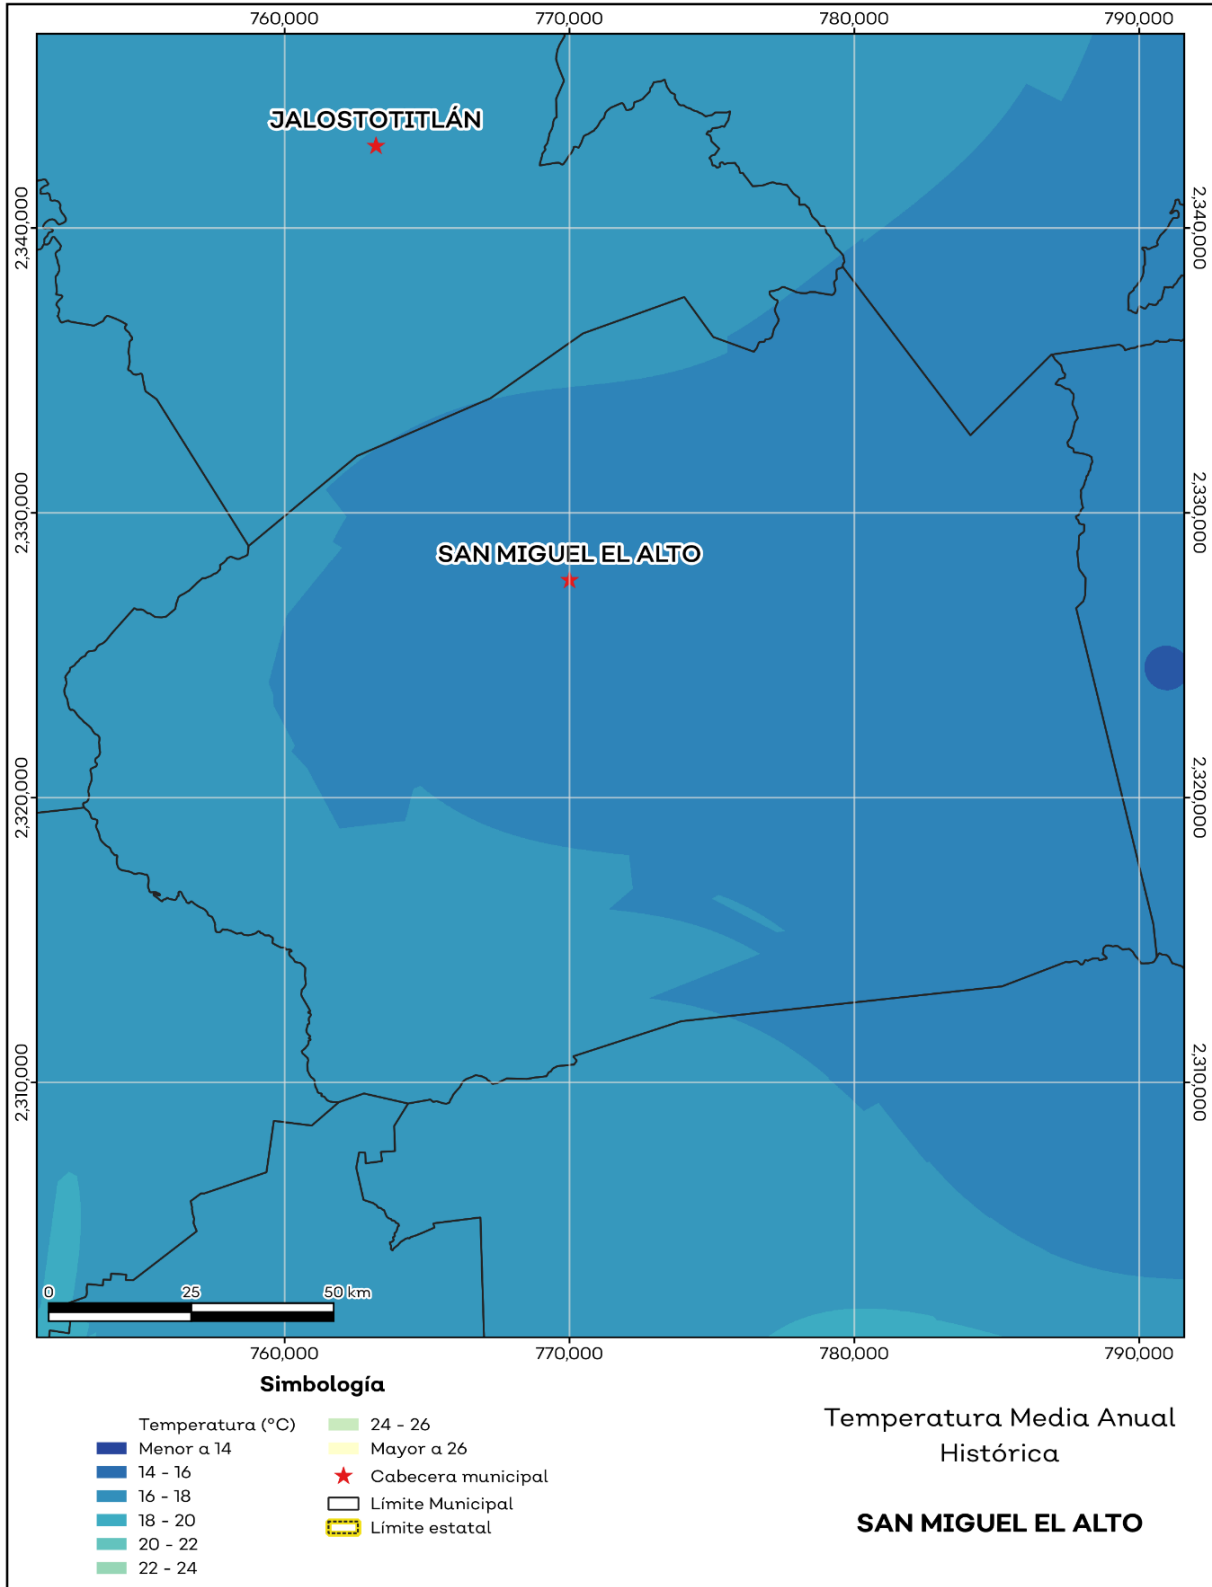 760,000
770,000
780,000
790,000
JALOSTOTITLÁN
2,340,000
2,340,000
2,330,000
2,330,000
SAN MIGUEL EL ALTO
2,320,000
2,320,000
2,310,000
2,310,000
0 25 50 km
760,000
770,000
780,000
790,000
Simbología
Temperatura (°C)
Menor a 14
14 - 16
16 - 18
18 - 20
20 - 22
22 - 24
24 - 26
Mayor a 26
Cabecera municipal
Límite Municipal
Límite estatal
Temperatura Media Anual
Histórica
SAN MIGUEL EL ALTO